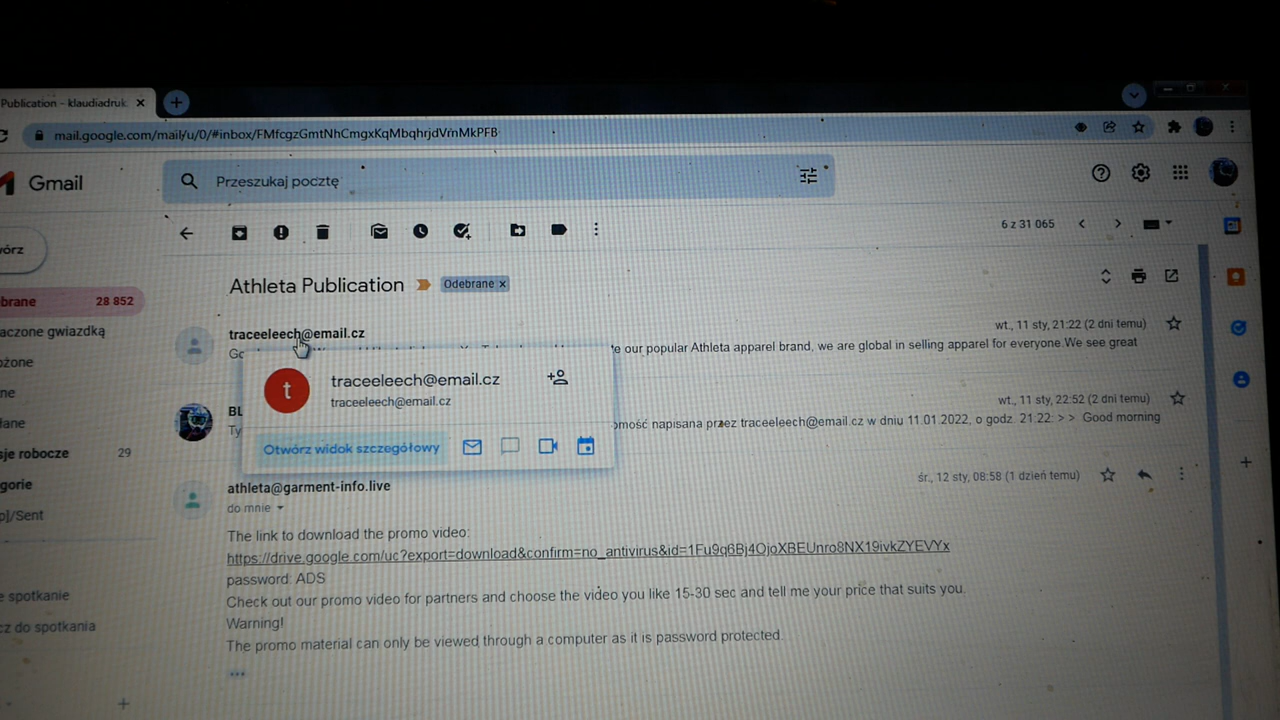 Publication - klaudiadruk
mail.google.com/mail/u/0/#inbox/FMfcgzGmtNhCmgxKqMbqhrjdVmMkPFB
Gmail
Przeszukaj pocztę
6 z 31 065
Athleta Publication
Odebrane ×
brane 28 852
aczone gwiazdką
traceeleech@email.cz
wt., 11 sty, 21:22 (2 dni temu)
e our popular Athleta apparel brand, we are global in selling apparel for everyone.We see great
t
traceeleech@email.cz
traceeleech@email.cz
wt., 11 sty, 22:52 (2 dni temu)
BL
omość napisana przez traceeleech@email.cz w dniu 11.01.2022, o godz. 21:22: > > Good morning
Ty
Otwórz widok szczegółowy
sje robocze 29
gorie
athleta@garment-info.live
śr., 12 sty, 08:58 (1 dzień temu)
do mnie
p]/Sent
The link to download the promo video:
https://drive.google.com/uc?export=download&confirm=no_antivirus&id=1Fu9q6Bj4OjoXBEUnro8NX19ivkZYEVYx
password: ADS
Check out our promo video for partners and choose the video you like 15-30 sec and tell me your price that suits you.
Warning!
The promo material can only be viewed through a computer as it is password protected.
e spotkanie
cz do spotkania